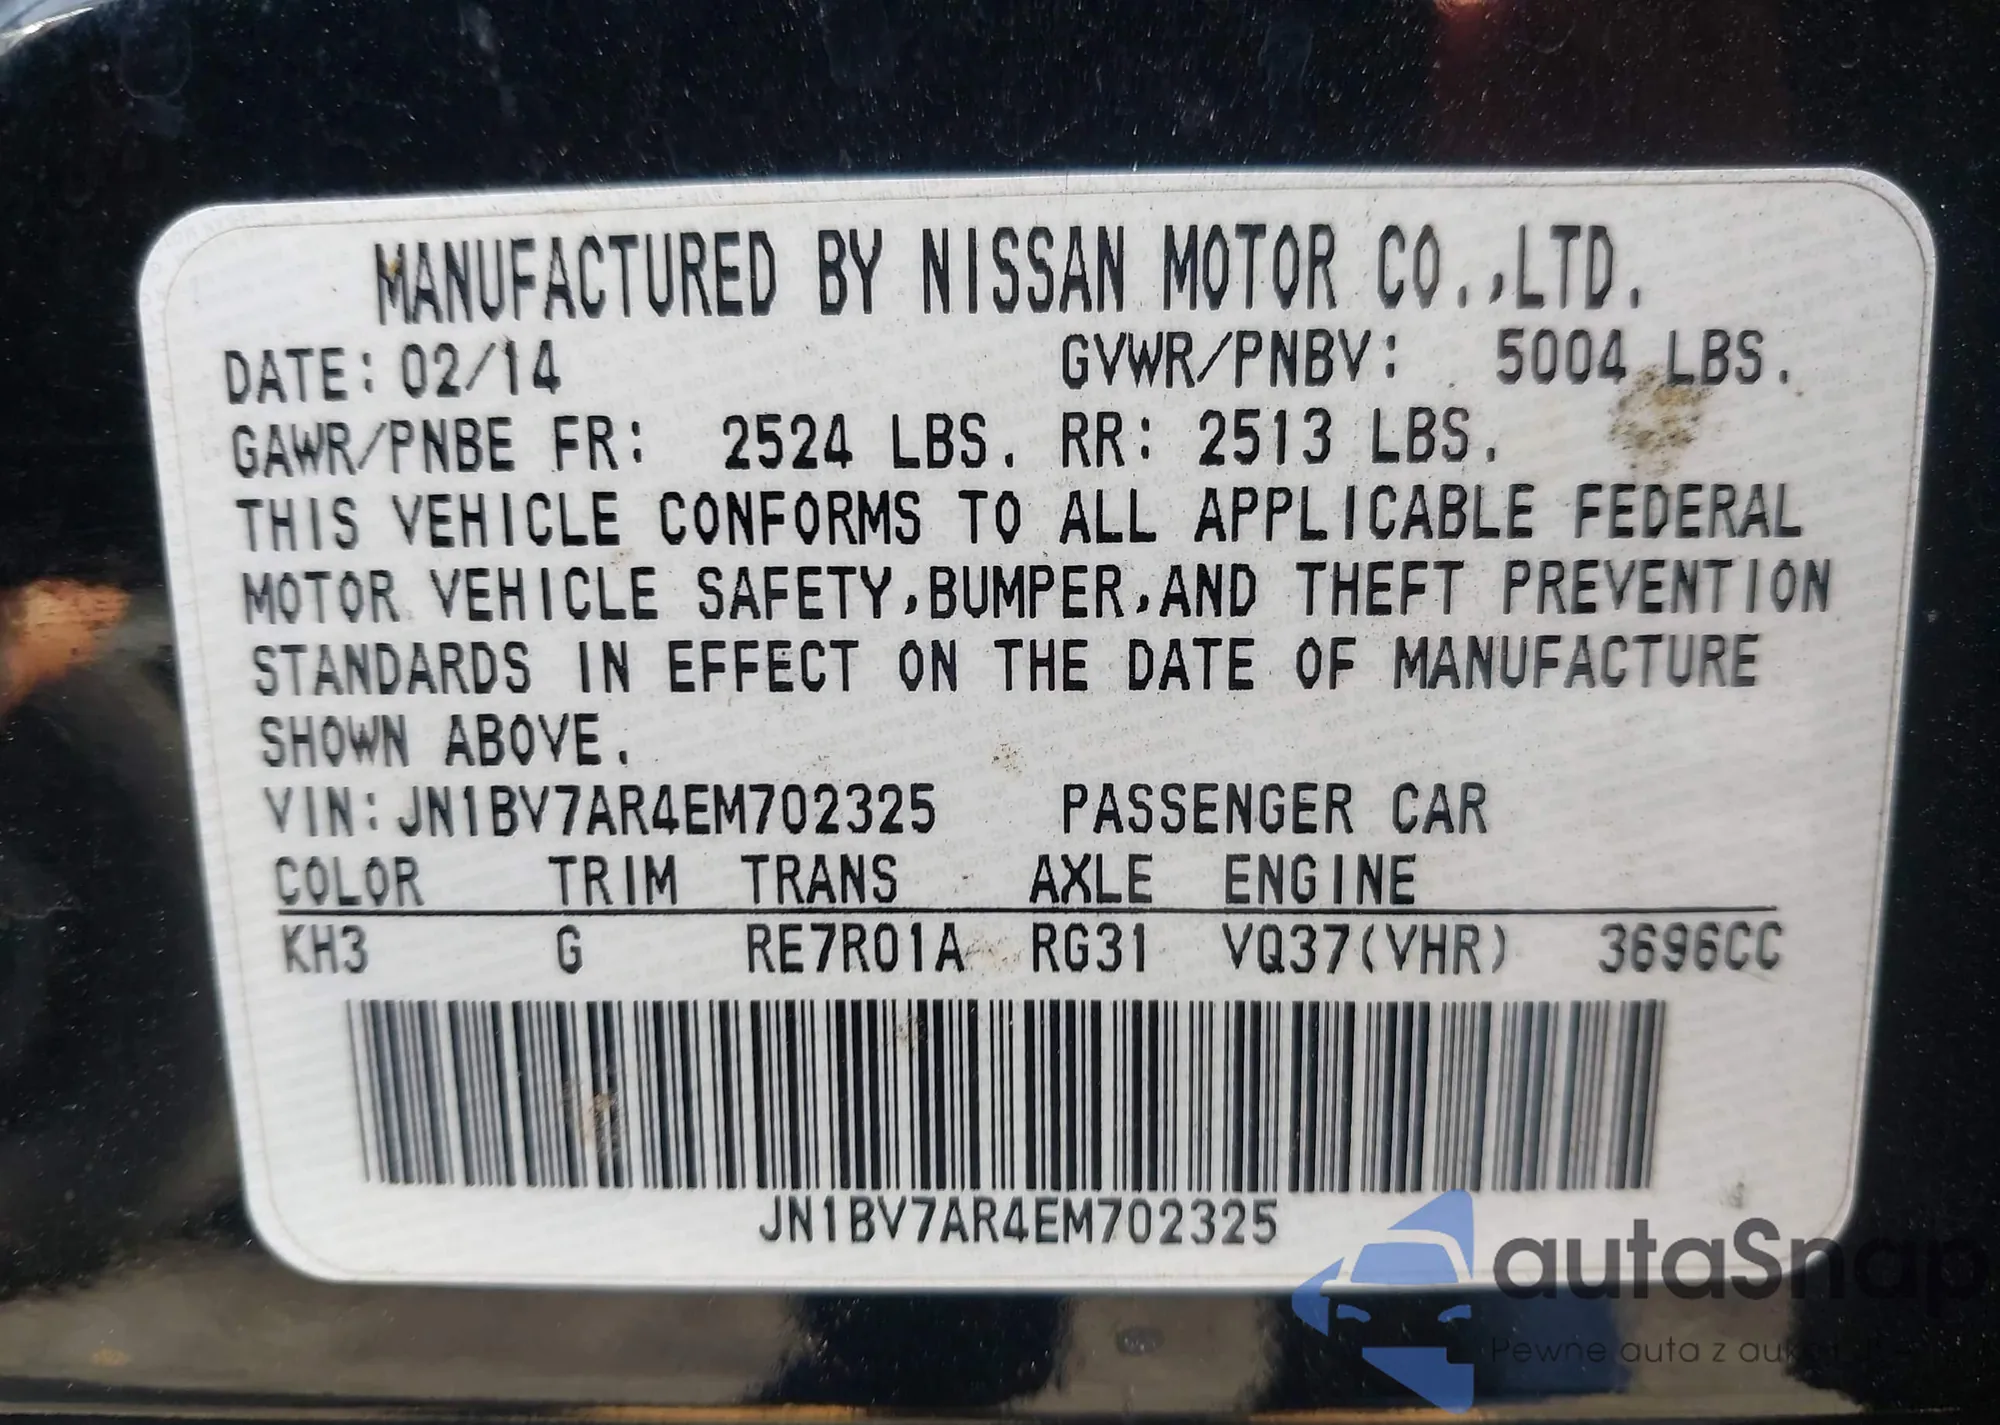 MANUFACTURED BY NISSAN MOTOR CO.,LTD.
DATE: 02/14 GVWR/PNBV: 5004 LBS.
GAWR/PNBE FR: 2524 LBS. RR: 2513 LBS.
THIS VEHICLE CONFORMS TO ALL APPLICABLE FEDERAL
MOTOR VEHICLE SAFETY,BUMPER,AND THEFT PREVENTION
STANDARDS IN EFFECT ON THE DATE OF MANUFACTURE
SHOWN ABOVE.
VIN:JN1BV7AR4EM702325 PASSENGER CAR
COLOR TRIM TRANS AXLE ENGINE
KH3 G RE7R01A RG31 VQ37(VHR) 3696CC
JN1BV7AR4EM702325
autaSnap
Pewne auta z